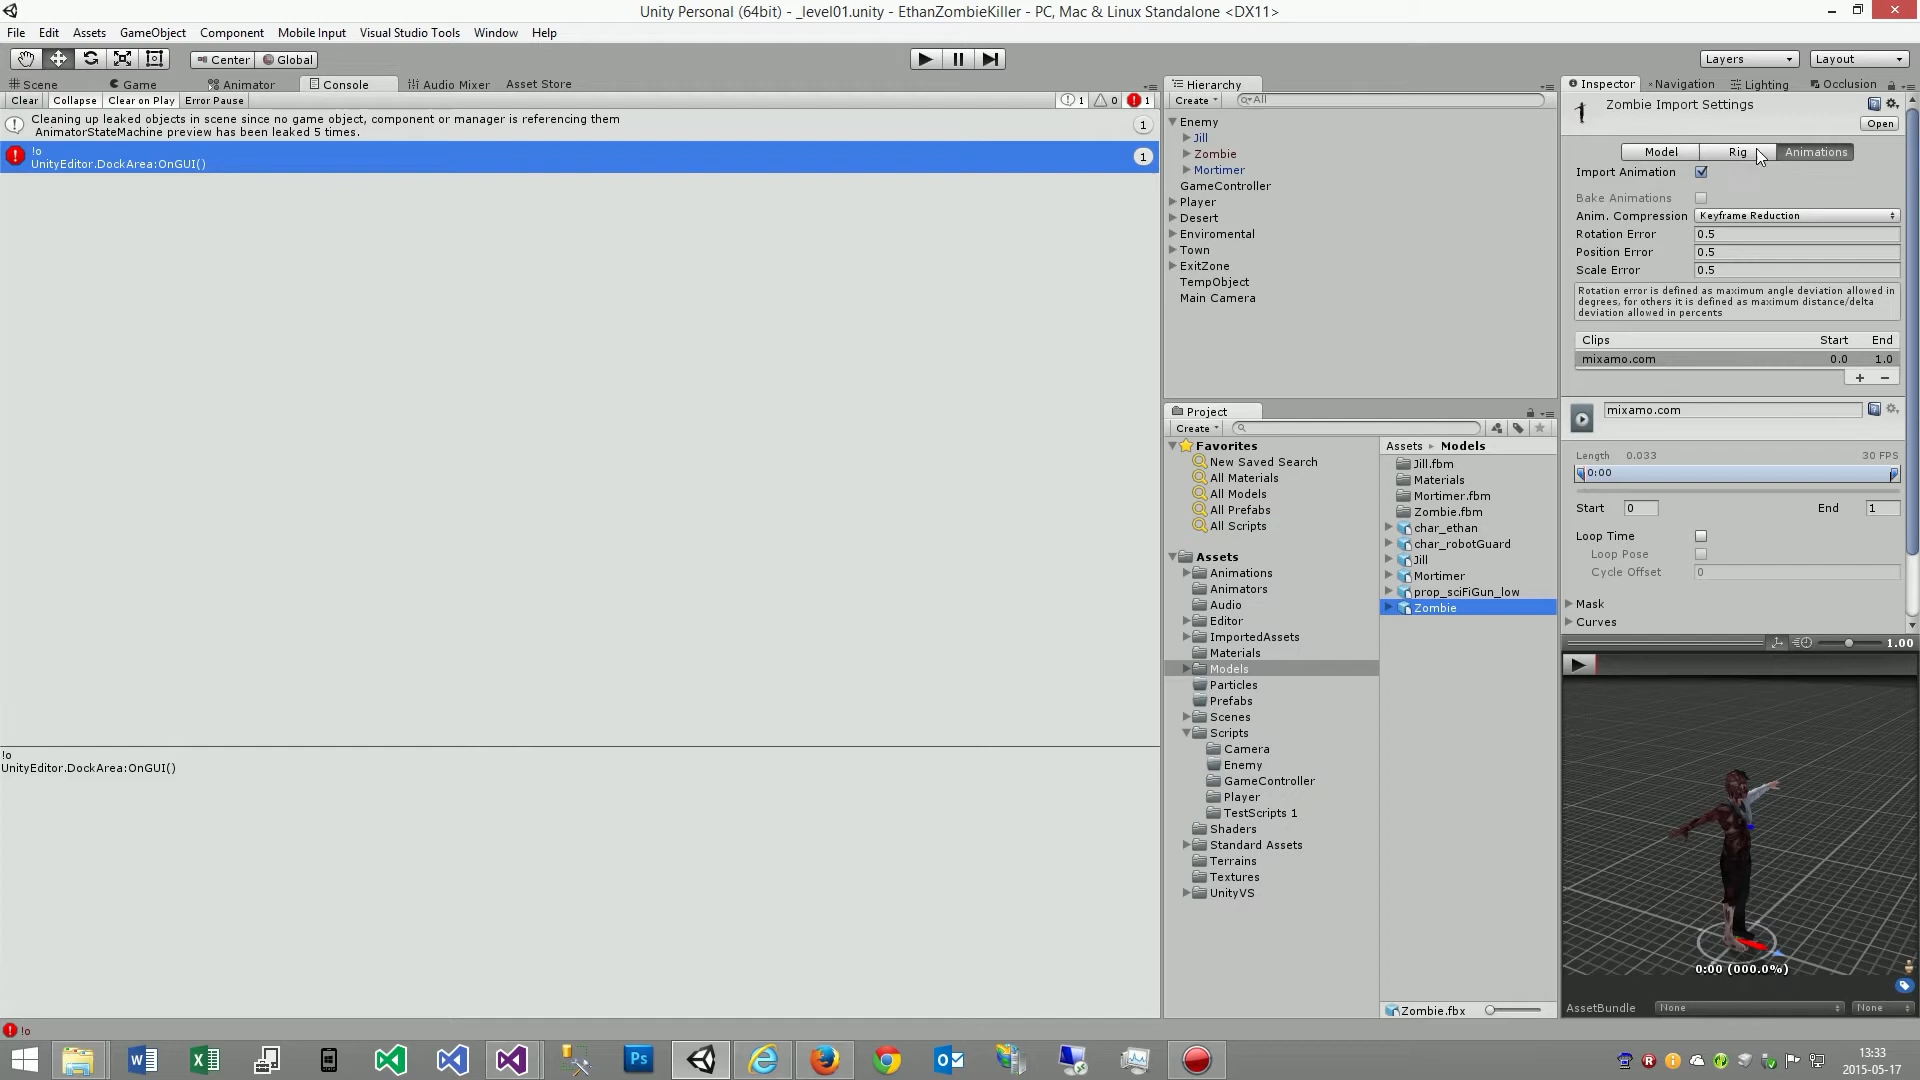 Unity Personal (64bit) - _level01.unity - EthanZombieKiller - PC, Mac & Linux Standalone <DX11>
File Edit Assets GameObject Component Mobile Input Visual Studio Tools Window Help
Center Global Layers Layout
Scene Game Animator Console Audio Mixer Asset Store
Clear Collapse Clear on Play Error Pause 1 0 1
Cleaning up leaked objects in scene since no game object, component or manager is referencing them
AnimatorStateMachine preview has been leaked 5 times.
1
!o
UnityEditor.DockArea:OnGUI()
1
!o
UnityEditor.DockArea:OnGUI()
!o
Hierarchy
Create All
Enemy
Jill
Zombie
Mortimer
GameController
Player
Desert
Enviromental
Town
ExitZone
TempObject
Main Camera
Project
Create
Favorites
New Saved Search
All Materials
All Models
All Prefabs
All Scripts
Assets
Animations
Animators
Audio
Editor
ImportedAssets
Materials
Models
Particles
Prefabs
Scenes
Scripts
Camera
Enemy
GameController
Player
TestScripts 1
Shaders
Standard Assets
Terrains
Textures
UnityVS
Assets Models
Jill.fbm
Materials
Mortimer.fbm
Zombie.fbm
char_ethan
char_robotGuard
Jill
Mortimer
prop_sciFiGun_low
Zombie
Zombie.fbx
Inspector Navigation Lighting Occlusion
Zombie Import Settings
Open
Model Rig Animations
Import Animation
Bake Animations
Anim. Compression Keyframe Reduction
Rotation Error 0.5
Position Error 0.5
Scale Error 0.5
Rotation error is defined as maximum angle deviation allowed in
degrees, for others it is defined as maximum distance/delta
deviation allowed in percents
Clips Start End
mixamo.com 0.0 1.0
+ -
mixamo.com
Length 0.033 30 FPS
0:00
Start 0 End 1
Loop Time
Loop Pose
Cycle Offset 0
Mask
Curves
1.00
0:00 (000.0%)
AssetBundle None None
Ps
13:33
2015-05-17